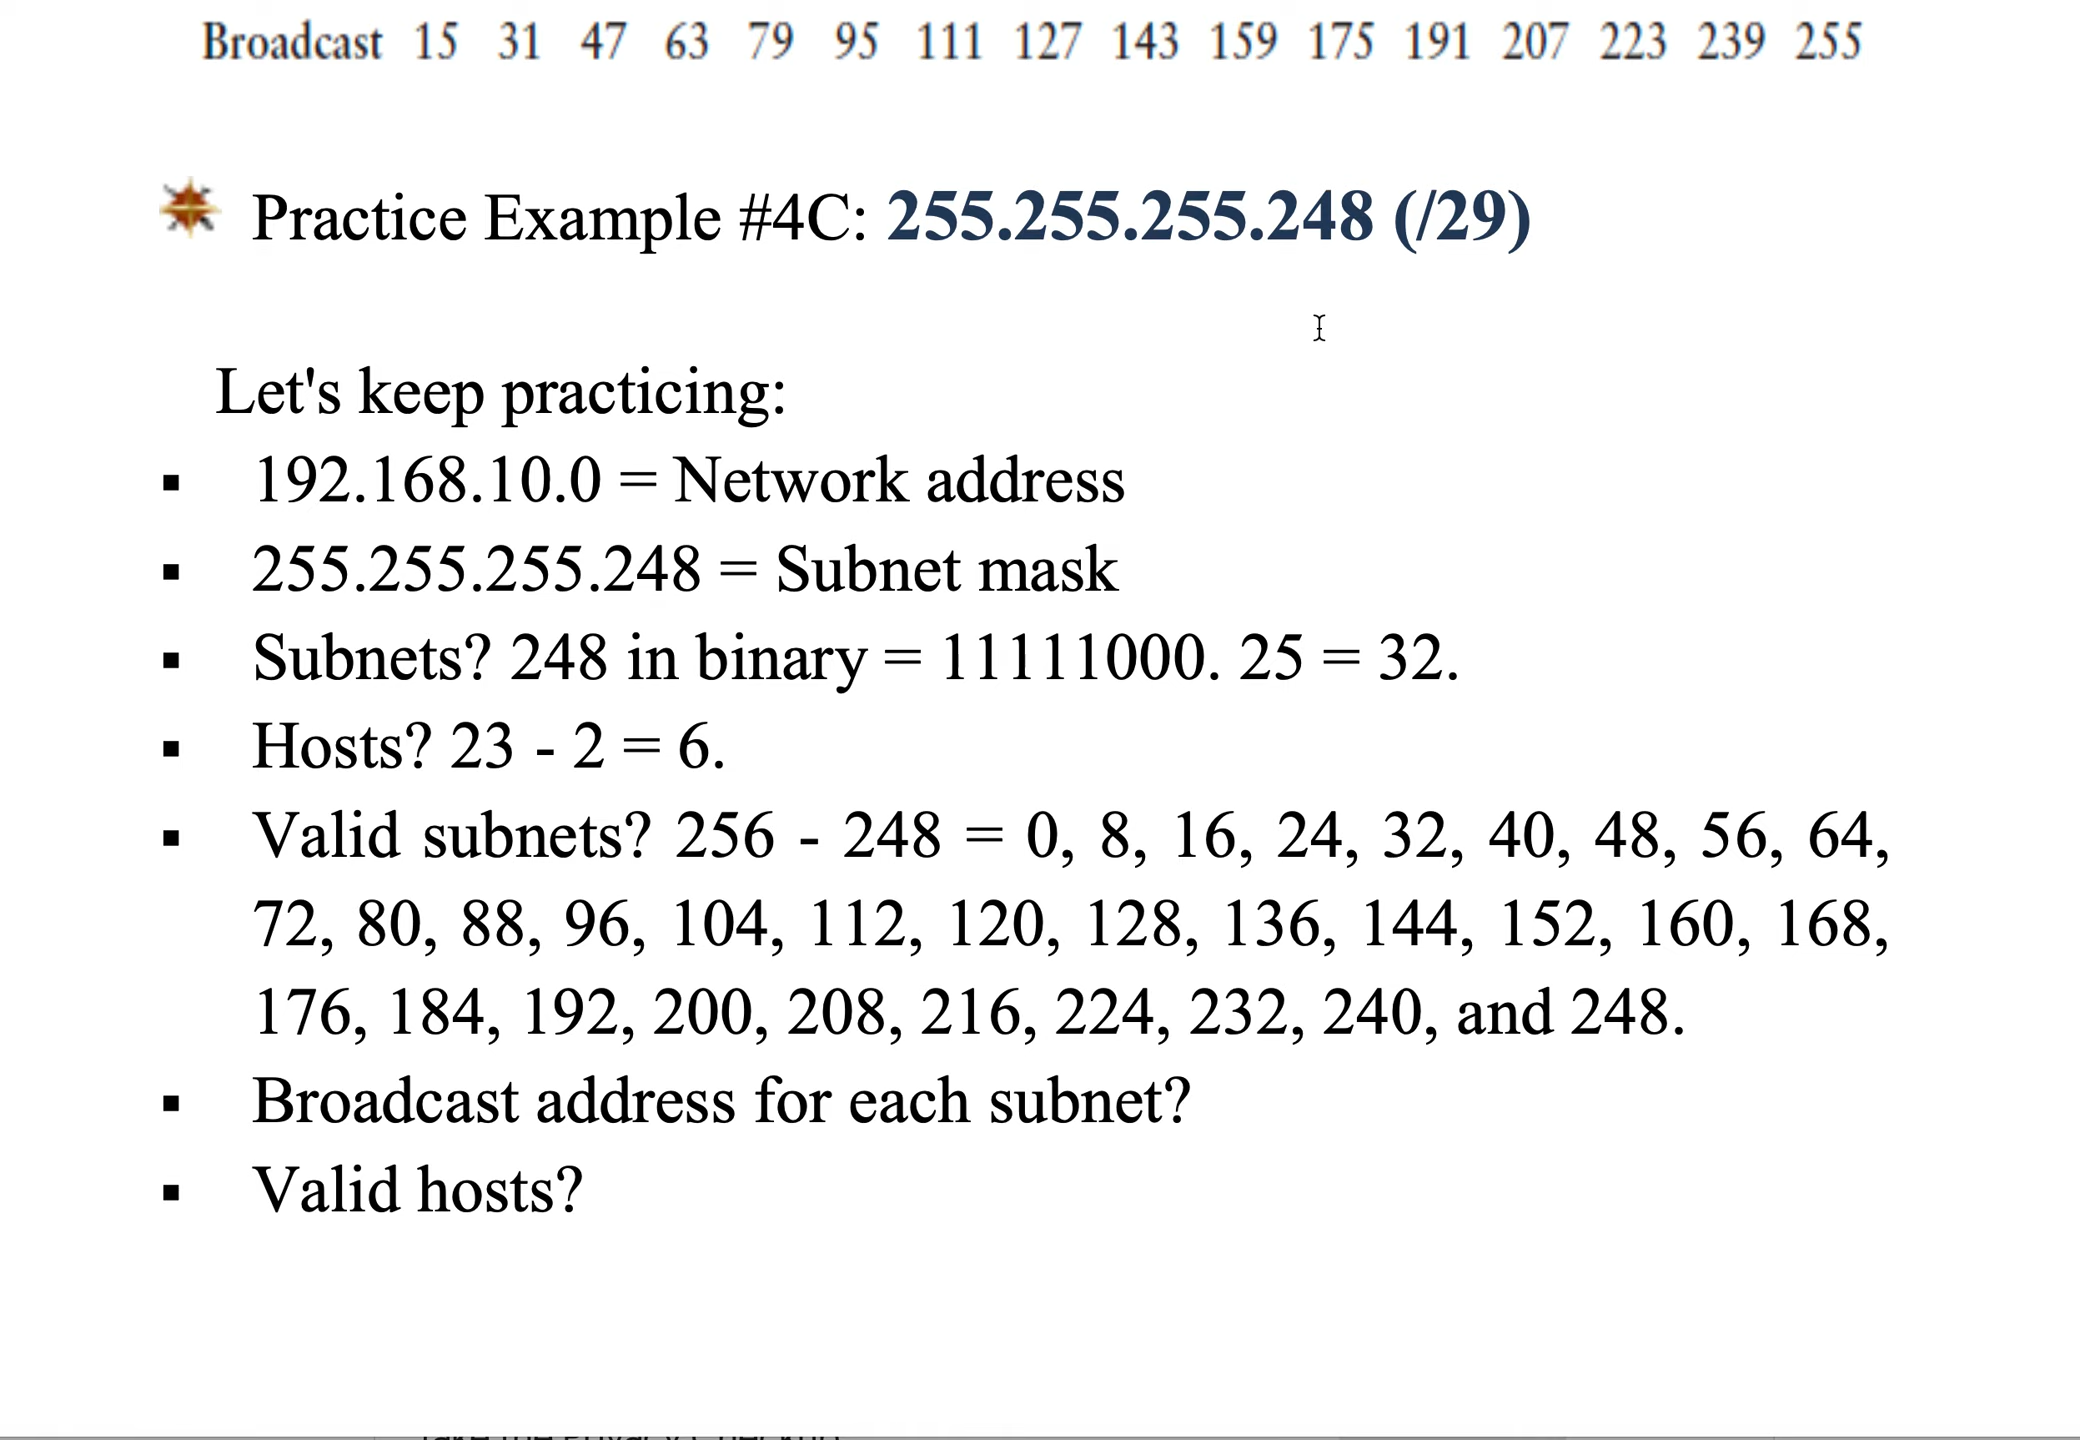 Broadcast 15 31 47 63 79 95 111 127 143 159 175 191 207 223 239 255
Practice Example #4C: 255.255.255.248 (/29)
Let's keep practicing:
▪ 192.168.10.0 = Network address
▪ 255.255.255.248 = Subnet mask
▪ Subnets? 248 in binary = 11111000. 25 = 32.
▪ Hosts? 23 - 2 = 6.
▪ Valid subnets? 256 - 248 = 0, 8, 16, 24, 32, 40, 48, 56, 64,
72, 80, 88, 96, 104, 112, 120, 128, 136, 144, 152, 160, 168,
176, 184, 192, 200, 208, 216, 224, 232, 240, and 248.
▪ Broadcast address for each subnet?
▪ Valid hosts?